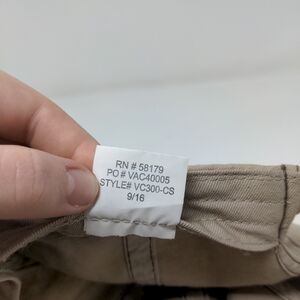 RN # 58179
PO # VAC40005
STYLE# VC300-CS
9/16